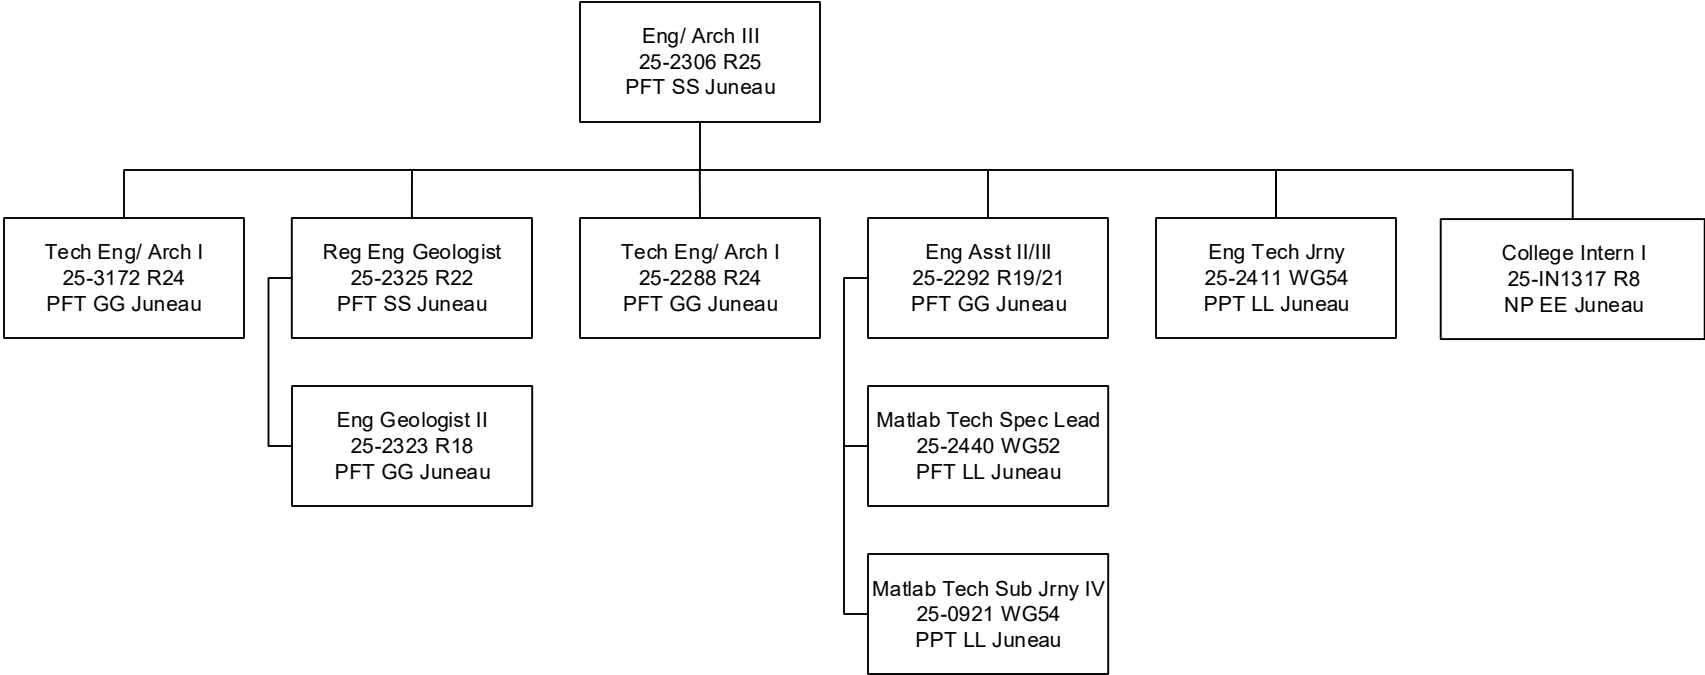 Eng/ Arch III
25-2306 R25
PFT SS Juneau
Tech Eng/ Arch I
25-3172 R24
PFT GG Juneau
Reg Eng Geologist
25-2325 R22
PFT SS Juneau
Tech Eng/ Arch I
25-2288 R24
PFT GG Juneau
Eng Asst II/III
25-2292 R19/21
PFT GG Juneau
Eng Tech Jrny
25-2411 WG54
PPT LL Juneau
College Intern I
25-IN1317 R8
NP EE Juneau
Eng Geologist II
25-2323 R18
PFT GG Juneau
Matlab Tech Spec Lead
25-2440 WG52
PFT LL Juneau
Matlab Tech Sub Jrny IV
25-0921 WG54
PPT LL Juneau